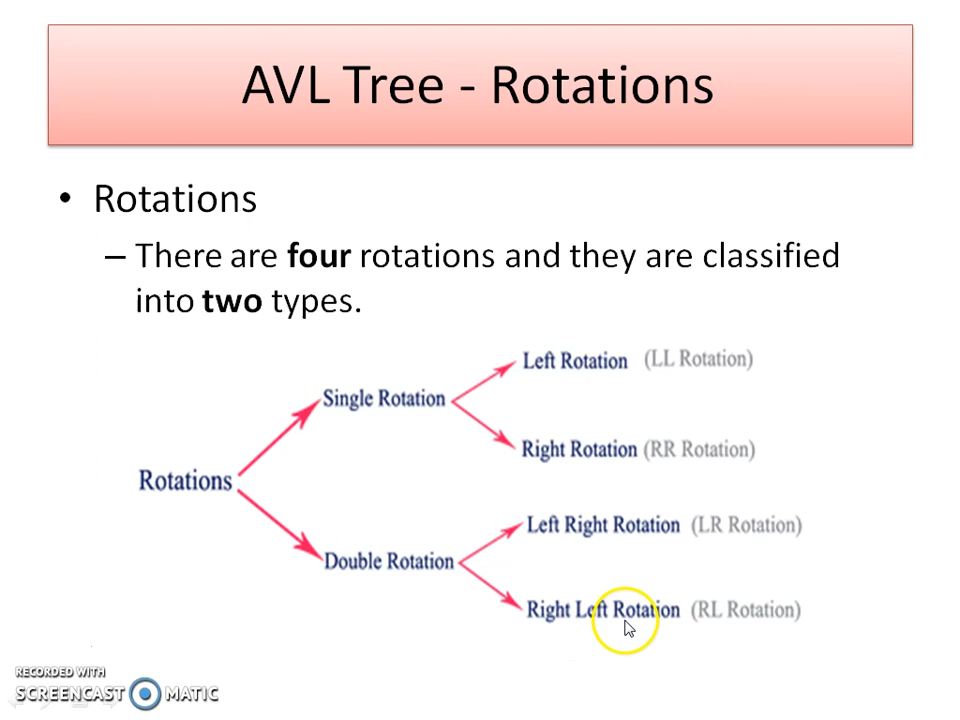 AVL Tree - Rotations
• Rotations
– There are four rotations and they are classified
into two types.
Left Rotation (LL Rotation)
Single Rotation
Right Rotation (RR Rotation)
Rotations
Left Right Rotation (LR Rotation)
Double Rotation
Right Left Rotation (RL Rotation)
RECORDED WITH
SCREENCAST MATIC